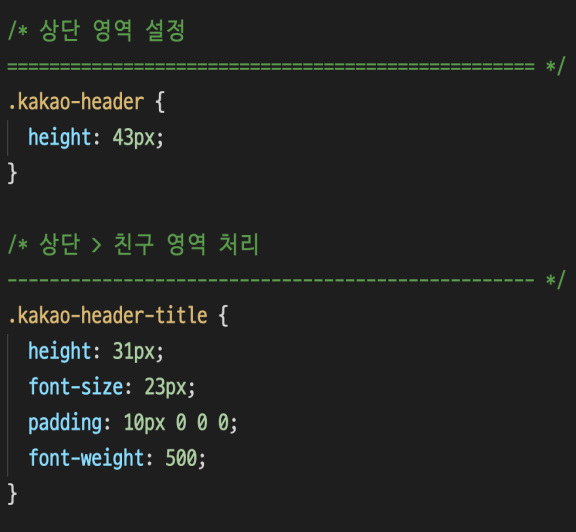 /* 상단 영역 설정
================================================== */
.kakao-header {
height: 43px;
}
/* 상단 > 친구 영역 처리
-------------------------------------------------- */
.kakao-header-title {
height: 31px;
font-size: 23px;
padding: 10px 0 0 0;
font-weight: 500;
}